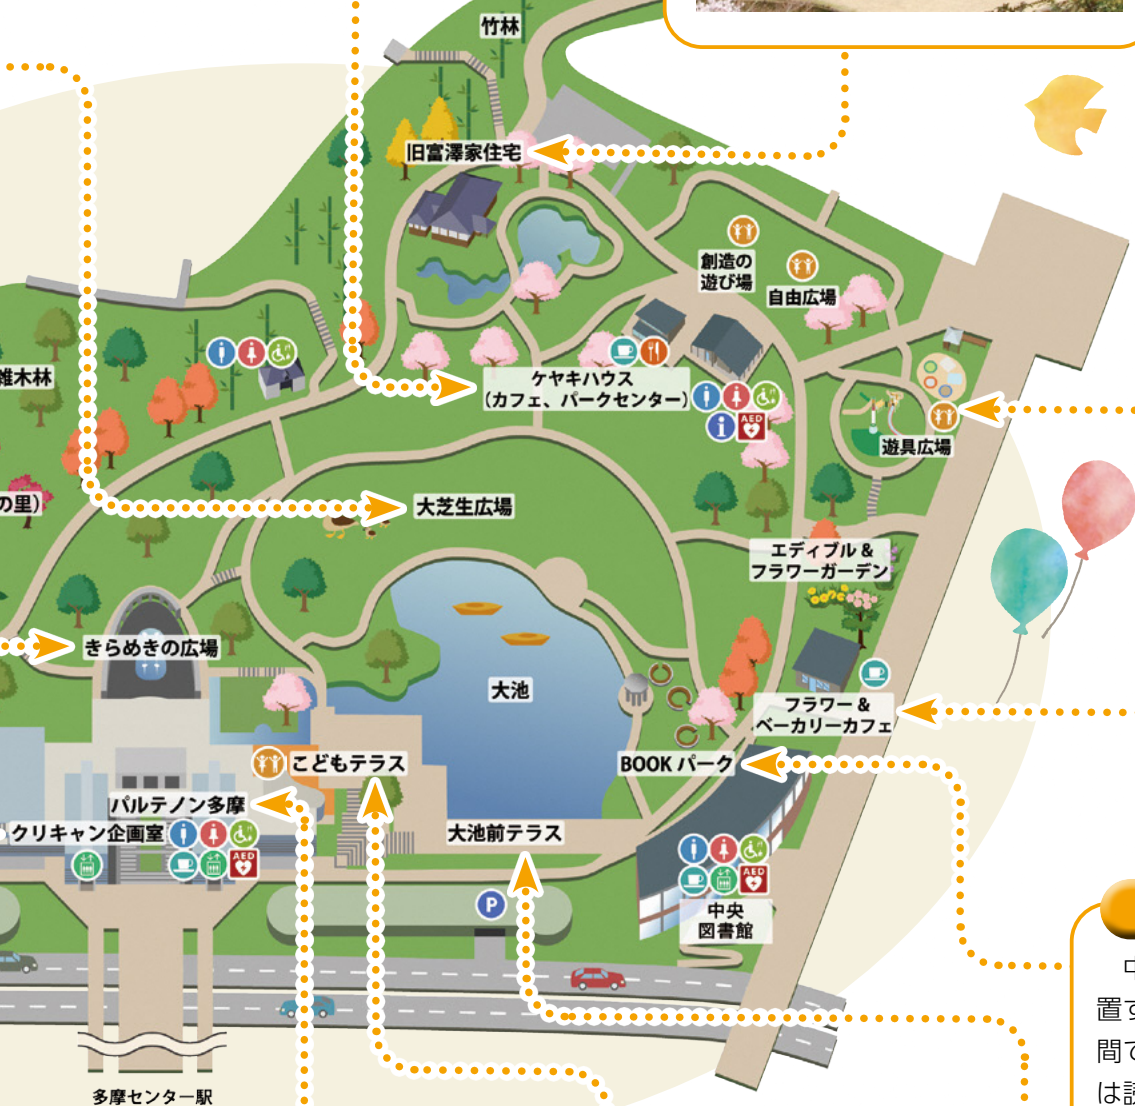 竹林
旧富澤家住宅
創造の
遊び場
自由広場
雑木林
ケヤキハウス
(カフェ、パークセンター)
AED
遊具広場
の里)
大芝生広場
エディブル &
フラワーガーデン
きらめきの広場
大池
フラワー &
ベーカリーカフェ
こどもテラス
BOOK パーク
パルテノン多摩
クリキャン企画室
AED
大池前テラス
AED
P
中央
図書館
多摩センター駅
中
置す
間で
は読